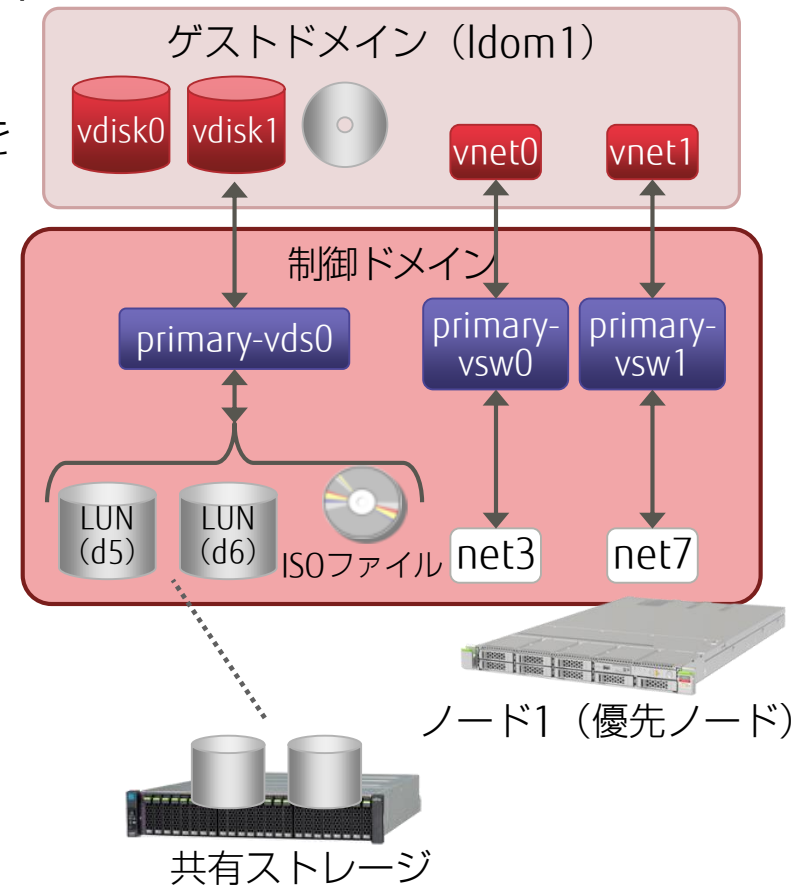 ゲストドメイン（ldom1）
を
vdisk0
vdisk1
vnet0
vnet1
制御ドメイン
primary-vds0
primary-
vsw0
primary-
vsw1
LUN
(d5)
LUN
(d6)
ISOファイル
net3
net7
ノード1（優先ノード）
共有ストレージ